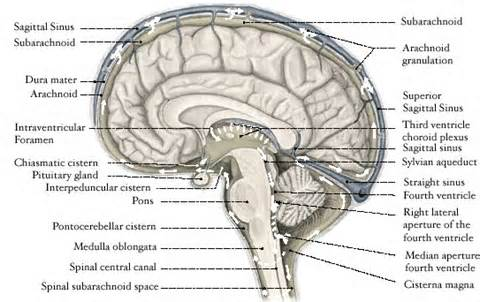 Sagittal Sinus
Subarachnoid
Dura mater
Arachnoid
Intraventricular
Foramen
Chiasmatic cistern
Pituitary gland
Interpeduncular cistern
Pons
Pontocerebellar cistern
Medulla oblongata
Spinal central canal
Spinal subarachnoid space
Subarachnoid
Arachnoid
granulation
Superior
Sagittal Sinus
Third ventricle
choroid plexus
Sagittal sinus
Sylvian aqueduct
Straight sinus
Fourth ventricle
Right lateral
aperture of the
fourth ventricle
Median aperture
fourth ventricle
Cisterna magna